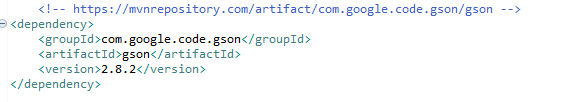 <!-- https://mvnrepository.com/artifact/com.google.code.gson/gson -->
<dependency>
<groupId>com.google.code.gson</groupId>
<artifactId>gson</artifactId>
<version>2.8.2</version>
</dependency>